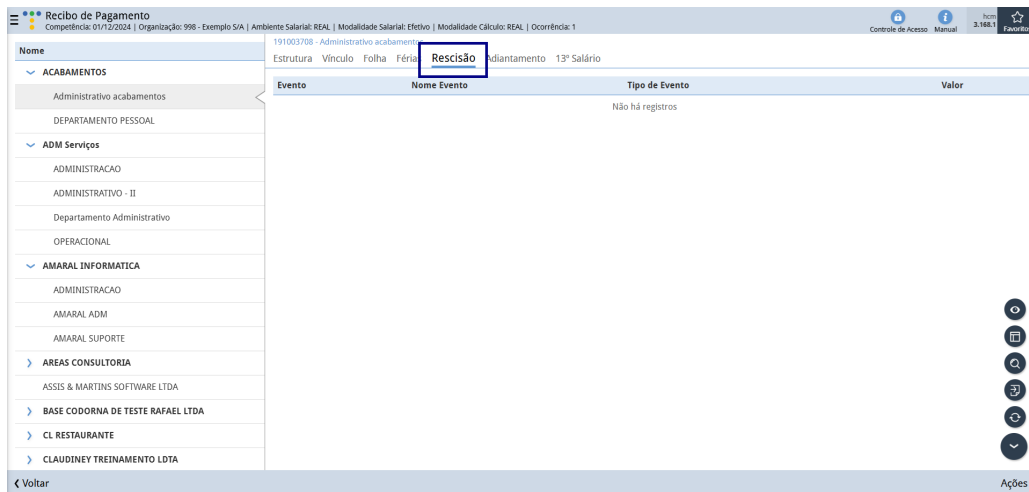 Recibo de Pagamento
Competência: 01/12/2024 | Organização: 998 - Exemplo S/A | Ambiente Salarial: REAL | Modalidade Salarial: Efetivo | Modalidade Cálculo: REAL | Ocorrência: 1
Controle de Acesso
Manual
hcm
3.168.1
Favorito
Nome
ACABAMENTOS
Administrativo acabamentos
DEPARTAMENTO PESSOAL
ADM Serviços
ADMINISTRACAO
ADMINISTRATIVO - II
Departamento Administrativo
OPERACIONAL
AMARAL INFORMATICA
ADMINISTRACAO
AMARAL ADM
AMARAL SUPORTE
AREAS CONSULTORIA
ASSIS & MARTINS SOFTWARE LTDA
BASE CODORNA DE TESTE RAFAEL LTDA
CL RESTAURANTE
CLAUDINEY TREINAMENTO LDTA
191003708 - Administrativo acabamentos
Estrutura Vínculo Folha Férias Rescisão Adiantamento 13º Salário
Evento Nome Evento Tipo de Evento Valor
Não há registros
Voltar
Ações